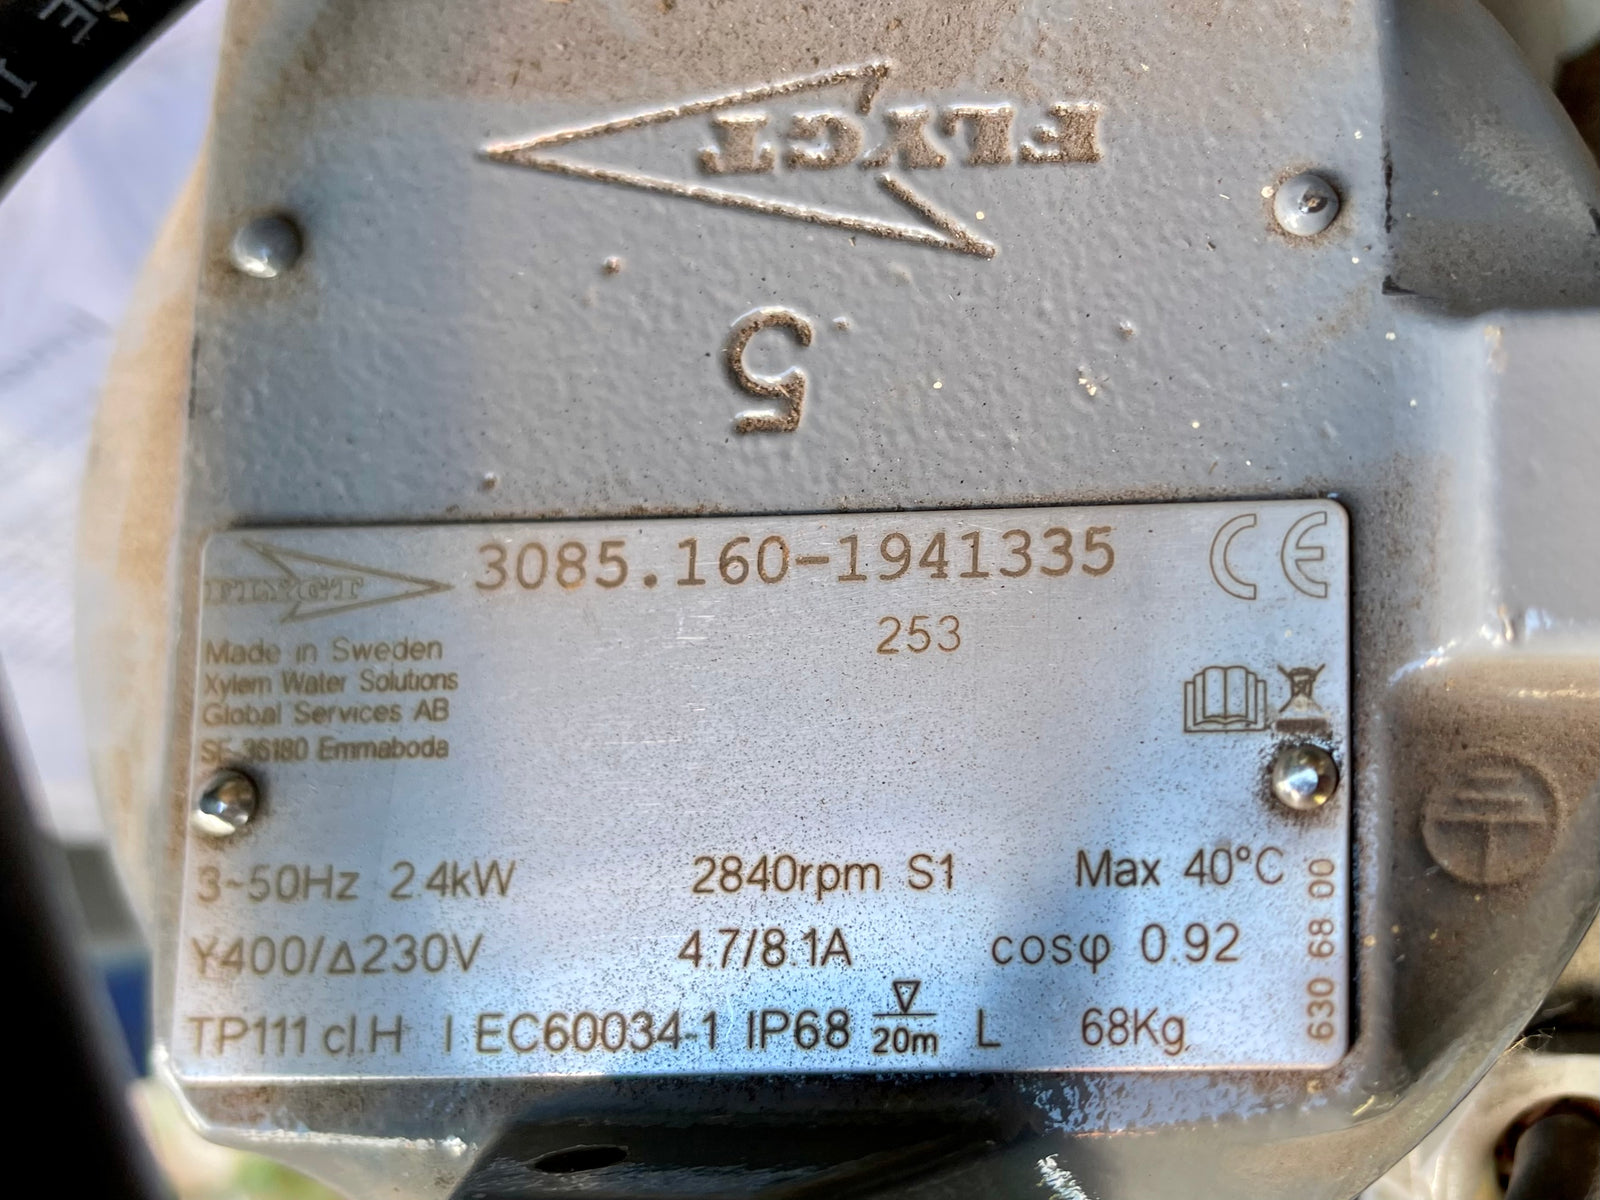 FLYGT
5
FLYGT
3085.160-1941335
CE
253
Made in Sweden
Xylem Water Solutions
Global Services AB
SE-36180 Emmaboda
3~50Hz 2.4kW 2840rpm S1 Max 40°C
Y400/Δ230V 4.7/8.1A cosφ 0.92
TP111 cl.H IEC60034-1 IP68 20m L 68Kg
630 68 00